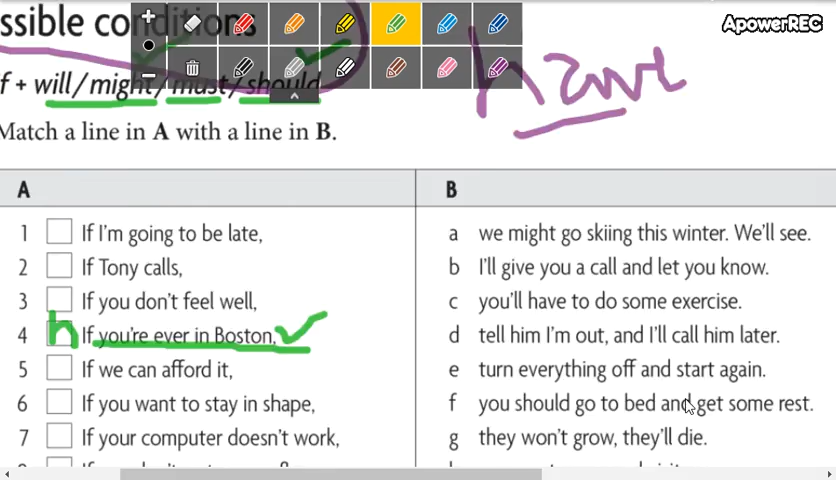 ssible conditions
ApowerREC
f + will/might/must/should
have
Match a line in A with a line in B.
A
B
1 If I'm going to be late,
a we might go skiing this winter. We'll see.
2 If Tony calls,
b I'll give you a call and let you know.
3 If you don't feel well,
c you'll have to do some exercise.
4 h If you're ever in Boston,
d tell him I'm out, and I'll call him later.
5 If we can afford it,
e turn everything off and start again.
6 If you want to stay in shape,
f you should go to bed and get some rest.
7 If your computer doesn't work,
g they won't grow, they'll die.